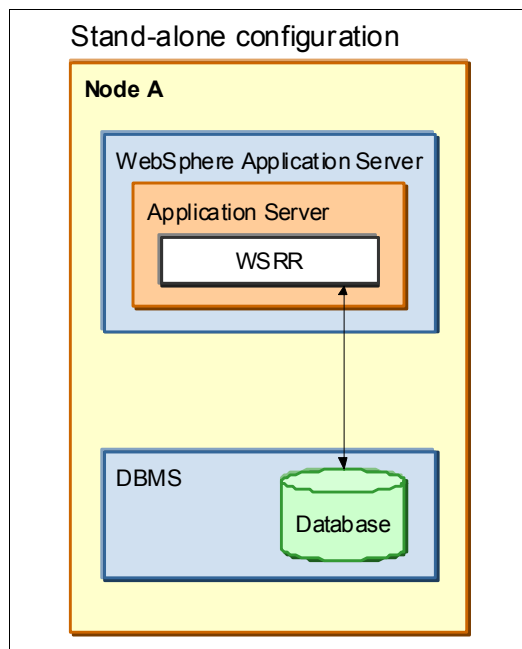 Stand-alone configuration
Node A
WebSphere Application Server
Application Server
WSRR
DBMS
Database